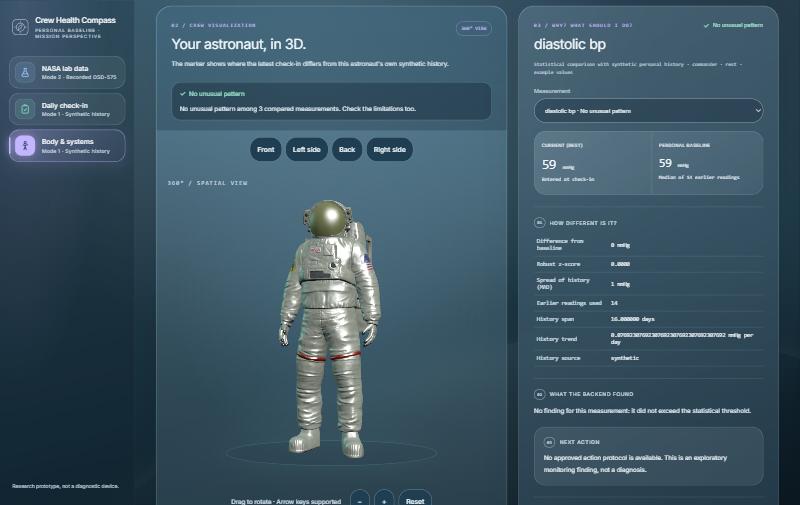 Crew Health Compass
PERSONAL BASELINE ·
MISSION PERSPECTIVE
NASA lab data
Mode 2 · Recorded OSD-575
Daily check-in
Mode 1 · Synthetic history
Body & systems
Mode 1 · Synthetic history
Research prototype, not a diagnostic device.
02 / CREW VISUALIZATION
360° VIEW
Your astronaut, in 3D.
The marker shows where the latest check-in differs from this astronaut's own synthetic history.
✓ No unusual pattern
No unusual pattern among 3 compared measurements. Check the limitations too.
Front
Left side
Back
Right side
360° / SPATIAL VIEW
Drag to rotate · Arrow keys supported
−
+
Reset
03 / WHY? WHAT SHOULD I DO?
✓ No unusual pattern
diastolic bp
Statistical comparison with synthetic personal history · commander · rest ·
example values
Measurement
diastolic bp · No unusual pattern
CURRENT (REST)
59 mmHg
Entered at check-in
PERSONAL BASELINE
59 mmHg
Median of 14 earlier readings
01 HOW DIFFERENT IS IT?
Difference from
baseline
0 mmHg
Robust z-score
0.0000
Spread of history
(MAD)
1 mmHg
Earlier readings used
14
History span
16.000000 days
History trend
mmHg per
day
History source
synthetic
02 WHAT THE BACKEND FOUND
No finding for this measurement: it did not exceed the statistical threshold.
03 NEXT ACTION
No approved action protocol is available. This is an exploratory
monitoring finding, not a diagnosis.